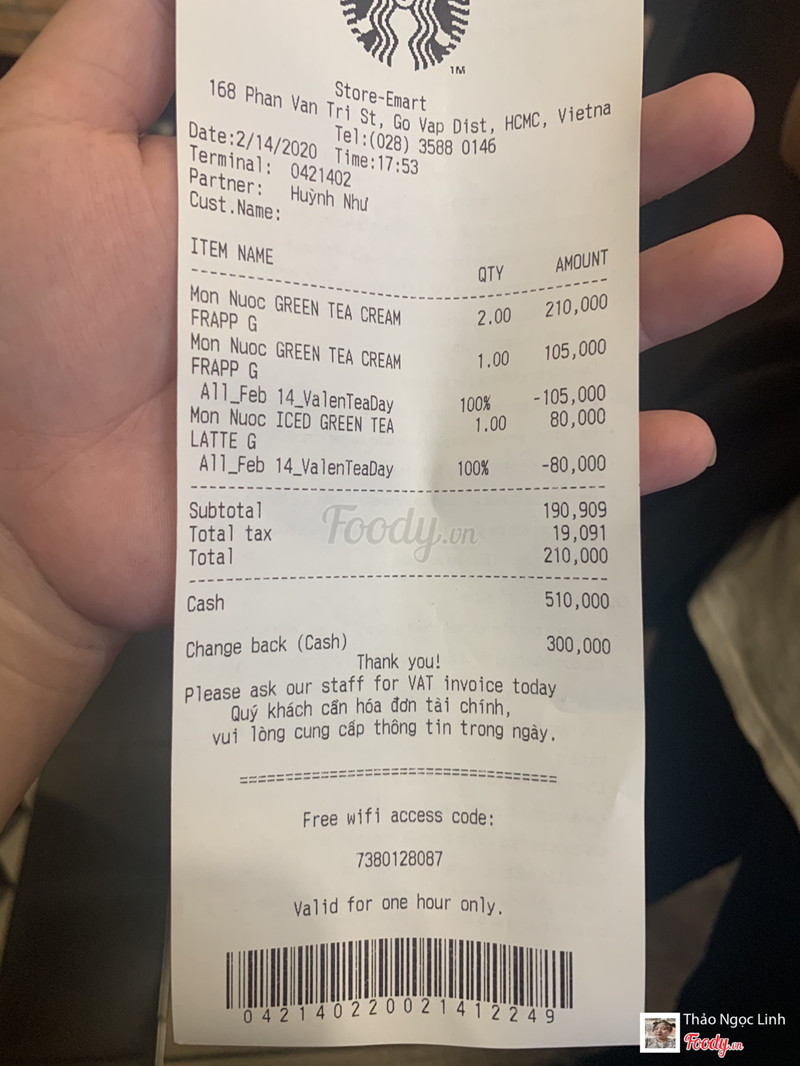 TM
Store-Emart
168 Phan Van Tri St, Go Vap Dist, HCMC, Vietna
Tel:(028) 3588 0146
Date:2/14/2020 Time:17:53
Terminal: 0421402
Partner: Huỳnh Như
Cust.Name:
ITEM NAME QTY AMOUNT
Mon Nuoc GREEN TEA CREAM 2.00 210,000
FRAPP G
Mon Nuoc GREEN TEA CREAM 1.00 105,000
FRAPP G
All_Feb 14_ValenTeaDay 100% -105,000
Mon Nuoc ICED GREEN TEA 1.00 80,000
LATTE G
All_Feb 14_ValenTeaDay 100% -80,000
Subtotal 190,909
Total tax 19,091
Total 210,000
Foody.vn
Cash 510,000
Change back (Cash) 300,000
Thank you!
Please ask our staff for VAT invoice today
Quý khách cần hóa đơn tài chính,
vui lòng cung cấp thông tin trong ngày.
Free wifi access code:
7380128087
Valid for one hour only.
042140220021412249
Thảo Ngọc Linh
Foody.vn